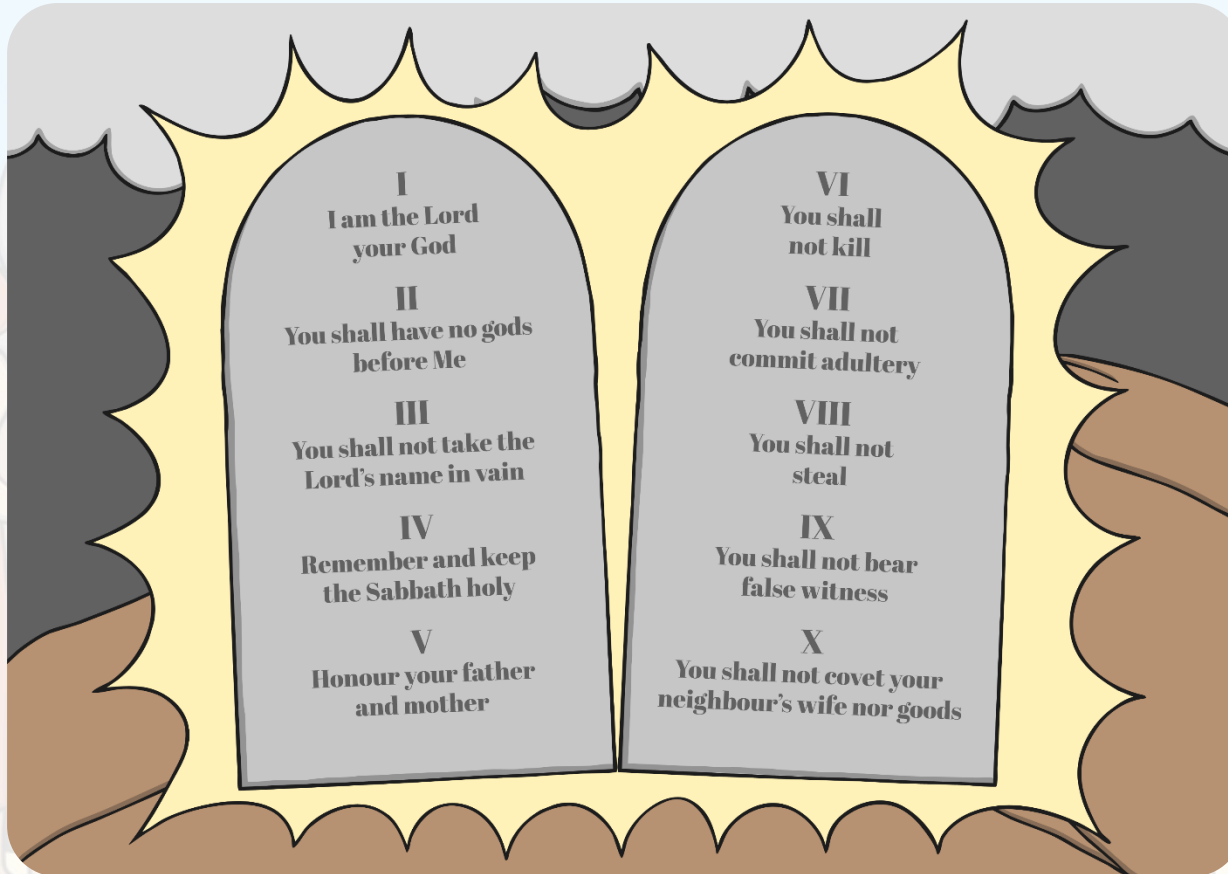 I
I am the Lord
your God
II
You shall have no gods
before Me
III
You shall not take the
Lord's name in vain
IV
Remember and keep
the Sabbath holy
V
Honour your father
and mother
VI
You shall
not kill
VII
You shall not
commit adultery
VIII
You shall not
steal
IX
You shall not bear
false witness
X
You shall not covet your
neighbour's wife nor goods